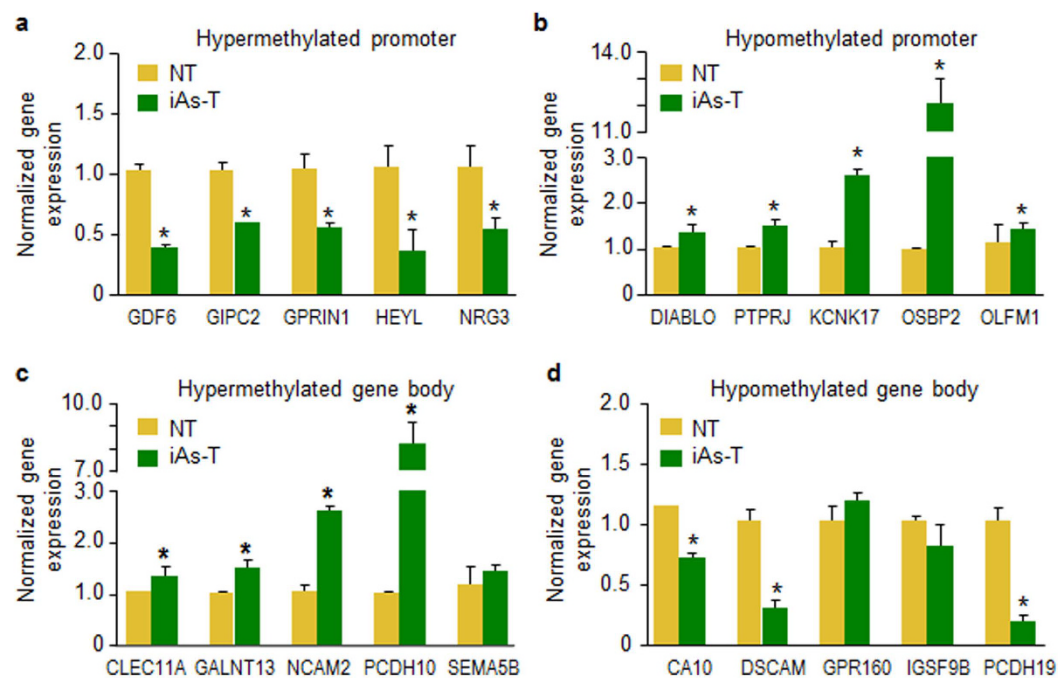 a
Hypermethylated promoter
2.0
1.5
1.0
0.5
0
Normalized gene
expression
NT
iAs-T
*
*
*
*
*
GDF6 GIPC2 GPRIN1 HEYL NRG3
b
Hypomethylated promoter
14.0
11.0
3.0
2.0
1.0
0
Normalized gene
expression
NT
iAs-T
*
*
*
*
*
DIABLO PTPRJ KCNK17 OSBP2 OLFM1
c
Hypermethylated gene body
10.0
7.0
3.0
2.0
1.0
0
Normalized gene
expression
NT
iAs-T
*
*
*
*
CLEC11A GALNT13 NCAM2 PCDH10 SEMA5B
d
Hypomethylated gene body
2.0
1.5
1.0
0.5
0
Normalized gene
expression
NT
iAs-T
*
*
*
CA10 DSCAM GPR160 IGSF9B PCDH19